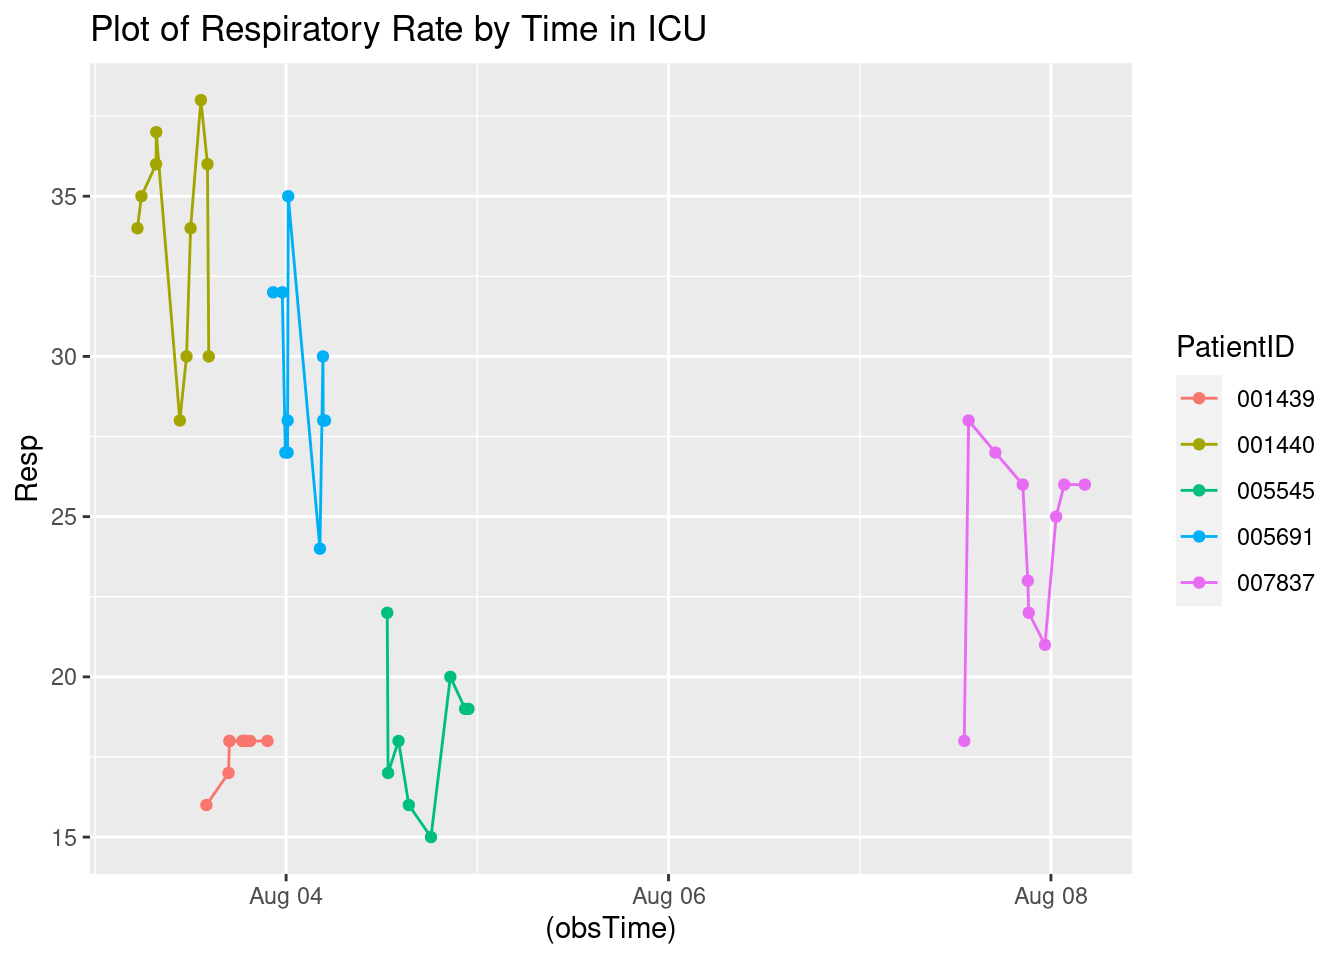 Plot of Respiratory Rate by Time in ICU
Resp
35
30
25
20
15
Aug 04
Aug 06
Aug 08
(obsTime)
PatientID
001439
001440
005545
005691
007837